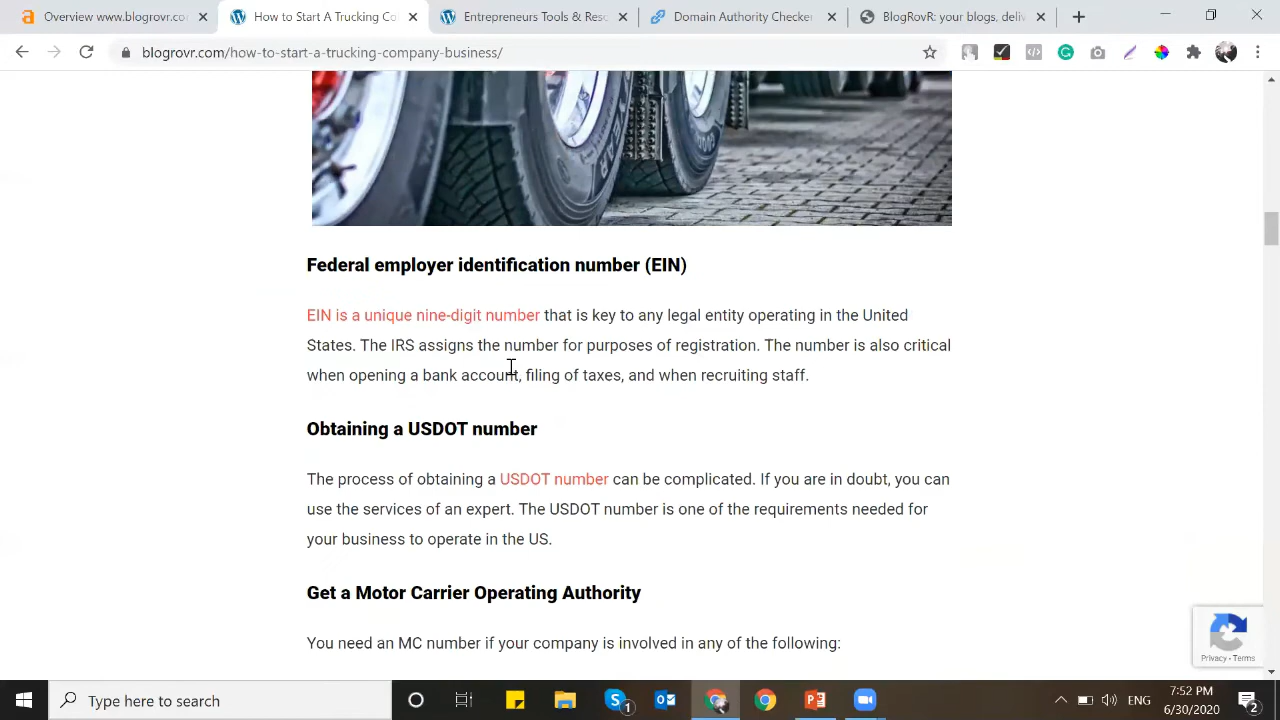 Overview www.blogrovr.co
How to Start A Trucking Co
Entrepreneurs Tools & Resc
Domain Authority Checker
BlogRovR: your blogs, deliv
blogrovr.com/how-to-start-a-trucking-company-business/
Federal employer identification number (EIN)
EIN is a unique nine-digit number that is key to any legal entity operating in the United
States. The IRS assigns the number for purposes of registration. The number is also critical
when opening a bank account, filing of taxes, and when recruiting staff.
Obtaining a USDOT number
The process of obtaining a USDOT number can be complicated. If you are in doubt, you can
use the services of an expert. The USDOT number is one of the requirements needed for
your business to operate in the US.
Get a Motor Carrier Operating Authority
You need an MC number if your company is involved in any of the following:
Privacy - Terms
Type here to search
1
ENG
7:52 PM
6/30/2020
2